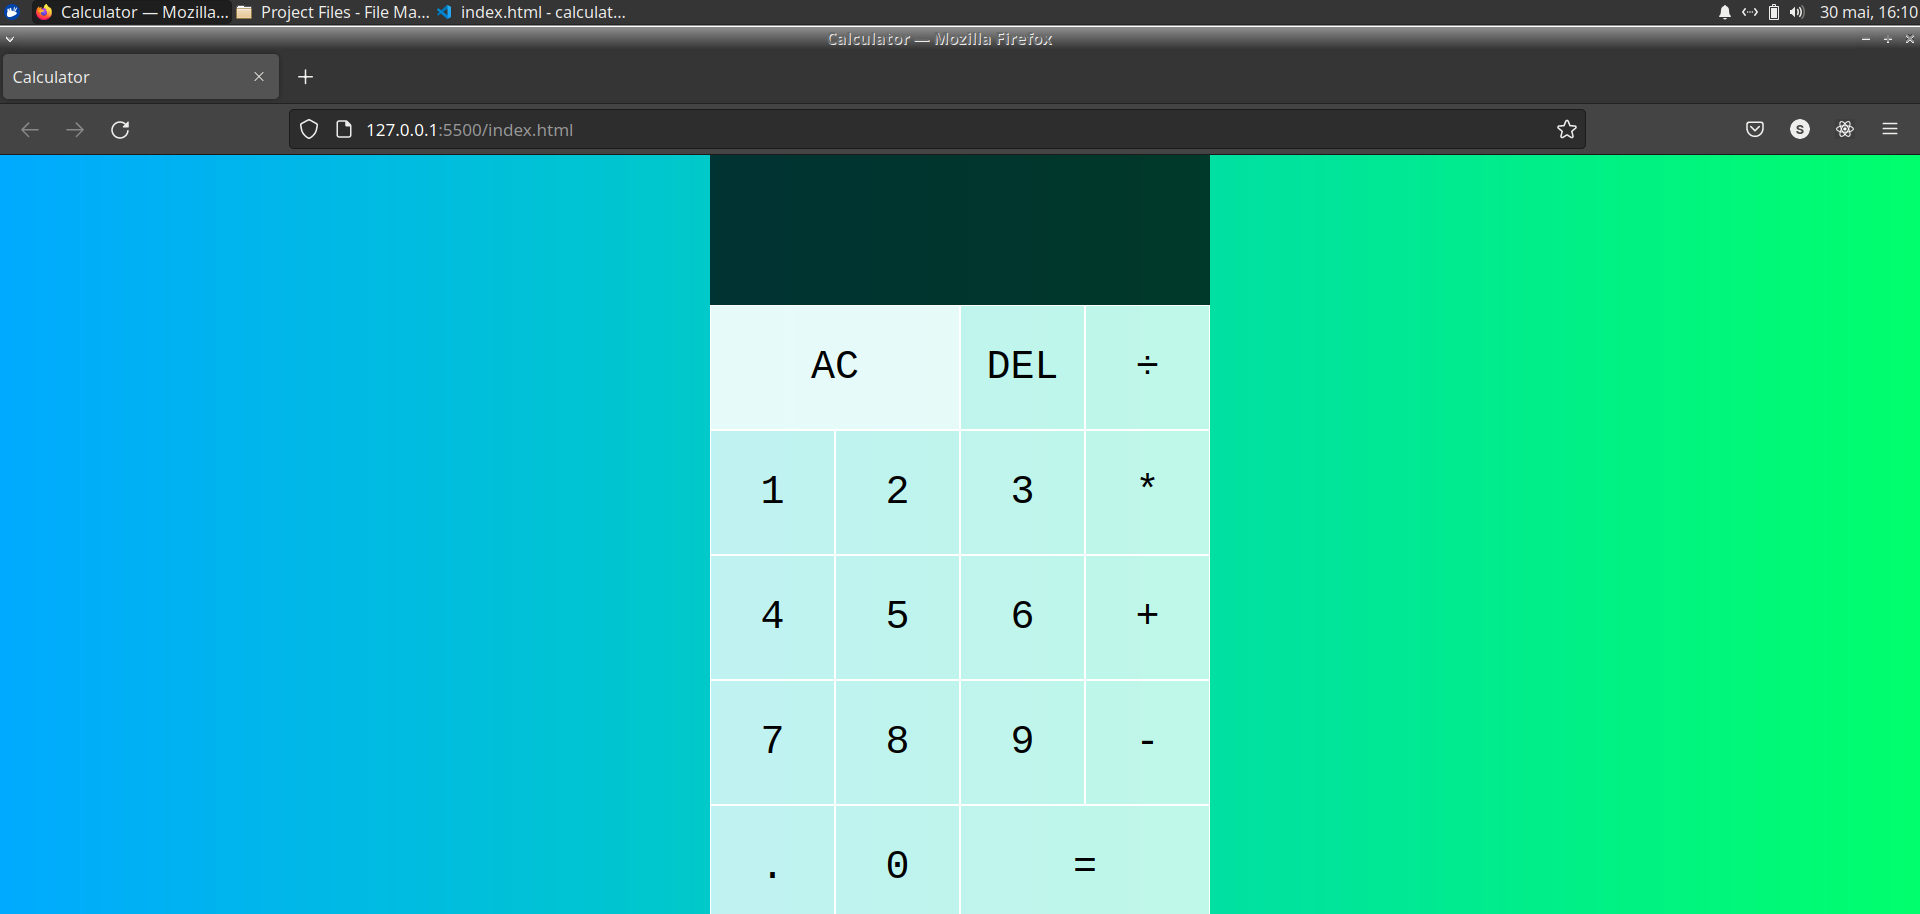 Calculator — Mozilla... Project Files - File Ma... index.html - calculat... 30 mai, 16:10
Calculator — Mozilla Firefox
Calculator
127.0.0.1:5500/index.html S
AC DEL ÷
1 2 3 *
4 5 6 +
7 8 9 -
. 0 =